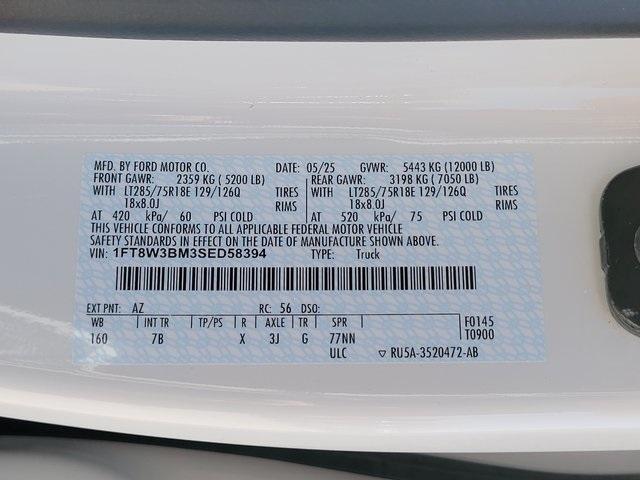 MFD. BY FORD MOTOR CO. DATE: 05/25 GVWR: 5443 KG (12000 LB)
FRONT GAWR: 2359 KG ( 5200 LB) REAR GAWR: 3198 KG ( 7050 LB)
WITH LT285/75R18E 129/126Q TIRES WITH LT285/75R18E 129/126Q TIRES
18x8.0J RIMS 18x8.0J RIMS
AT 420 kPa/ 60 PSI COLD AT 520 kPa/ 75 PSI COLD
THIS VEHICLE CONFORMS TO ALL APPLICABLE FEDERAL MOTOR VEHICLE
SAFETY STANDARDS IN EFFECT ON THE DATE OF MANUFACTURE SHOWN ABOVE.
VIN: 1FT8W3BM3SED58394 TYPE: Truck
EXT PNT: AZ RC: 56 DSO:
WB INT TR TP/PS R AXLE TR SPR F0145
160 7B X 3J G 77NN T0900
ULC ▽ RU5A-3520472-AB